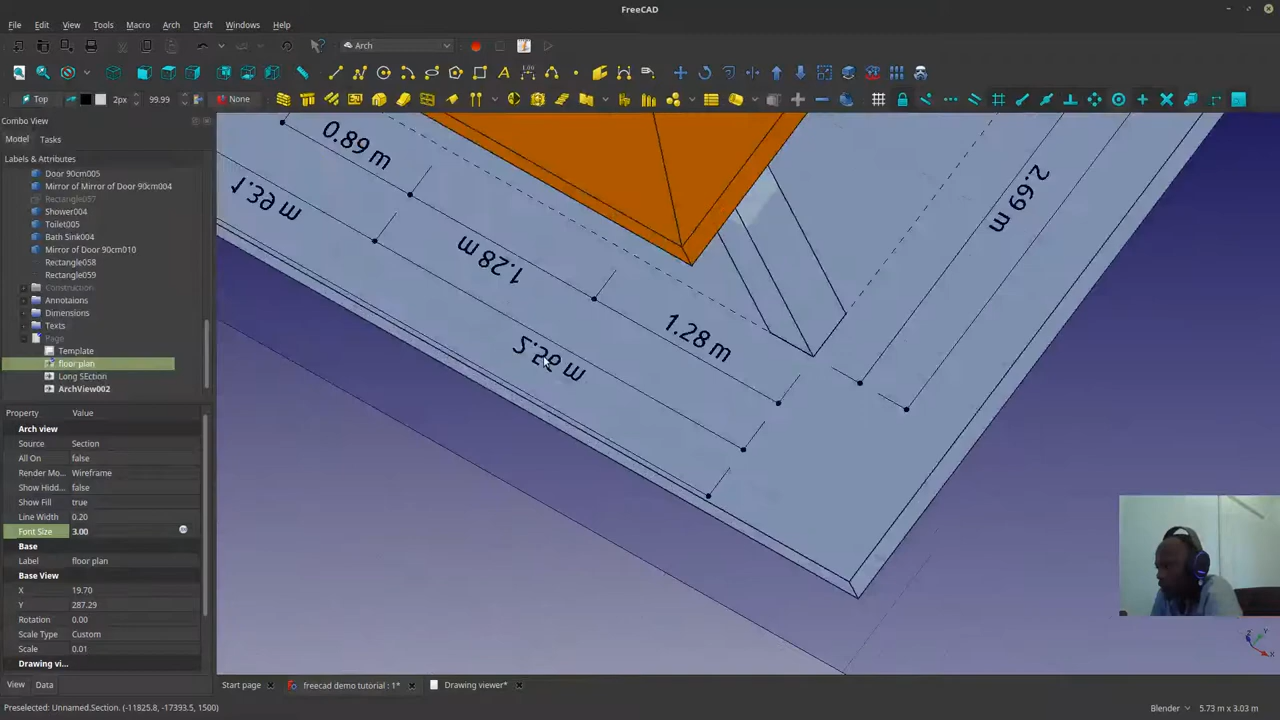 FreeCAD
File Edit View Tools Macro Arch Draft Windows Help
Arch
Top 2px 99.99 None
Combo View
Model Tasks
Labels & Attributes
Door 90cm005
Mirror of Mirror of Door 90cm004
Rectangle057
Shower004
Toilet005
Bath Sink004
Mirror of Door 90cm010
Rectangle058
Rectangle059
Construction
Annotaions
Dimensions
Texts
Page
Template
floor plan
Long SEction
ArchView002
Property Value
Arch view
Source Section
All On false
Render Mo... Wireframe
Show Hidd... false
Show Fill true
Line Width 0.20
Font Size 3.00
Base
Label floor plan
Base View
X 19.70
Y 287.29
Rotation 0.00
Scale Type Custom
Scale 0.01
Drawing vi...
View Data
0.89 m
1.28 m
1.28 m
2.69 m
Start page freecad demo tutorial : 1* Drawing viewer*
Preselected: Unnamed.Section. (-11825.8, -17393.5, 1500)
Blender 5.73 m x 3.03 m